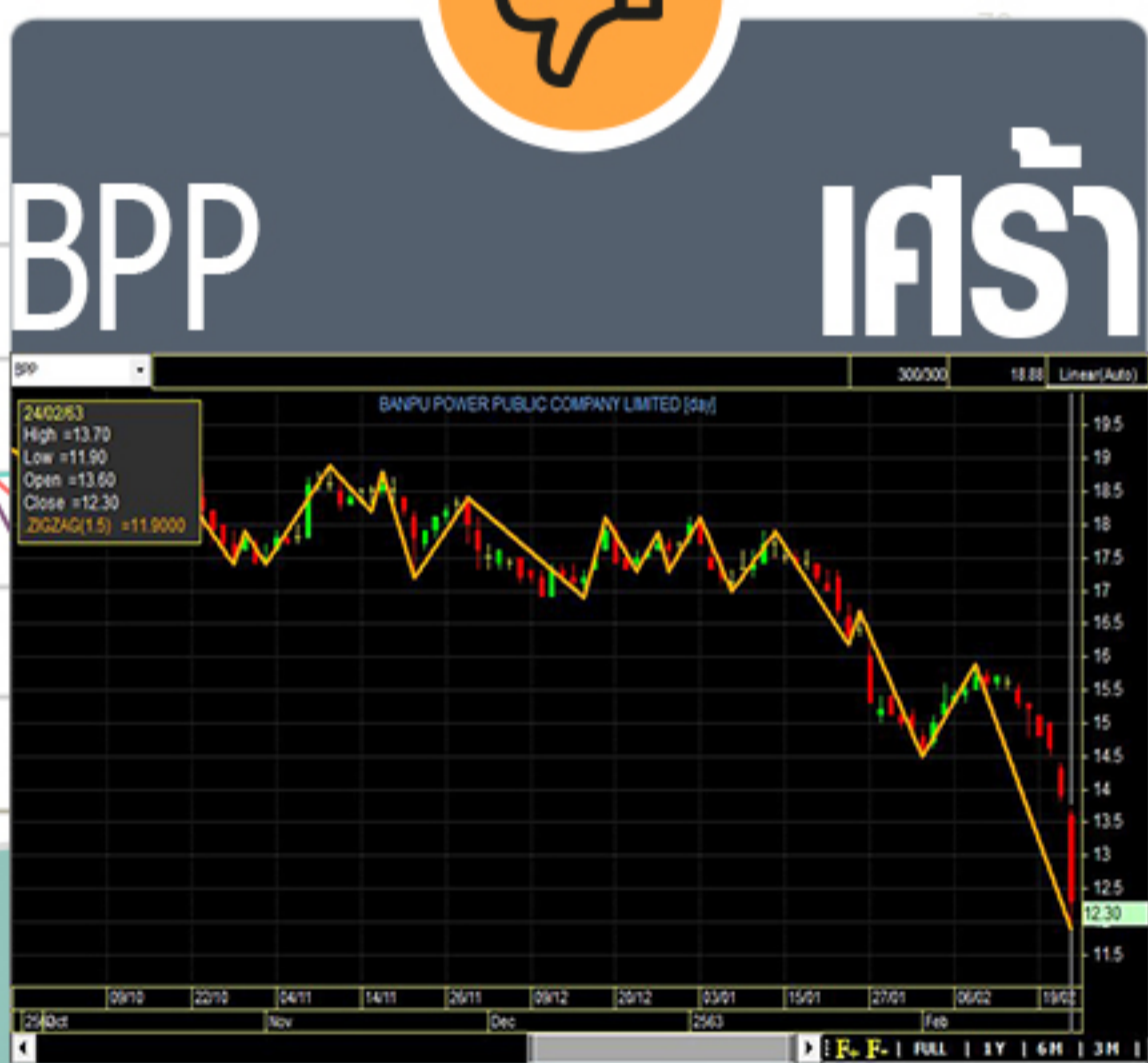 BPP
เศร้า
BPP
300/300
18.88
Linear(Auto)
BANPU POWER PUBLIC COMPANY LIMITED [day]
24/02/63
High =13.70
Low =11.90
Open =13.60
Close =12.30
ZIGZAG(1.5) =11.9000
19.5
19
18.5
18
17.5
17
16.5
16
15.5
15
14.5
14
13.5
13
12.5
12.30
11.5
09/10 22/10 04/11 14/11 26/11 09/12 20/12 03/01 15/01 27/01 06/02 19/02
Oct Nov Dec 2563 Feb
F+ F- | FULL | 1Y | 6M | 3M |